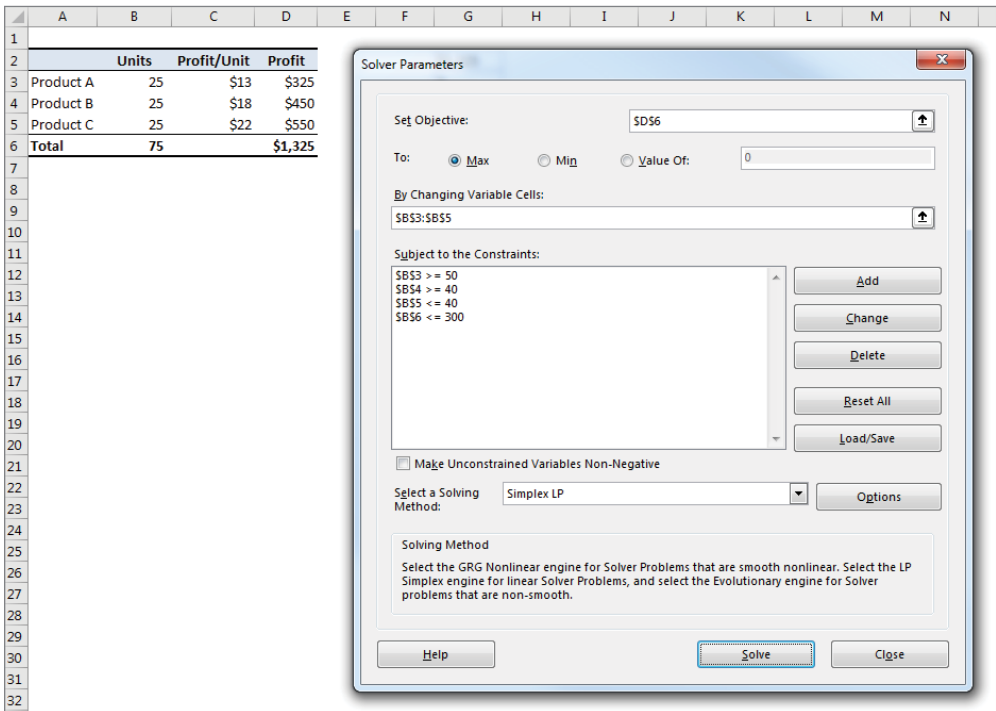 A B C D E F G H I J K L M N
1
2 Units Profit/Unit Profit
3 Product A 25 $13 $325
4 Product B 25 $18 $450
5 Product C 25 $22 $550
6 Total 75 $1,325
7
8
9
10
11
12
13
14
15
16
17
18
19
20
21
22
23
24
25
26
27
28
29
30
31
32
Solver Parameters
Set Objective: $D$6
To: Max Min Value Of: 0
By Changing Variable Cells:
$B$3:$B$5
Subject to the Constraints:
$B$3 >= 50
$B$4 >= 40
$B$5 <= 40
$B$6 <= 300
Add
Change
Delete
Reset All
Load/Save
Make Unconstrained Variables Non-Negative
Select a Solving Method: Simplex LP Options
Solving Method
Select the GRG Nonlinear engine for Solver Problems that are smooth nonlinear. Select the LP
Simplex engine for linear Solver Problems, and select the Evolutionary engine for Solver
problems that are non-smooth.
Help Solve Close